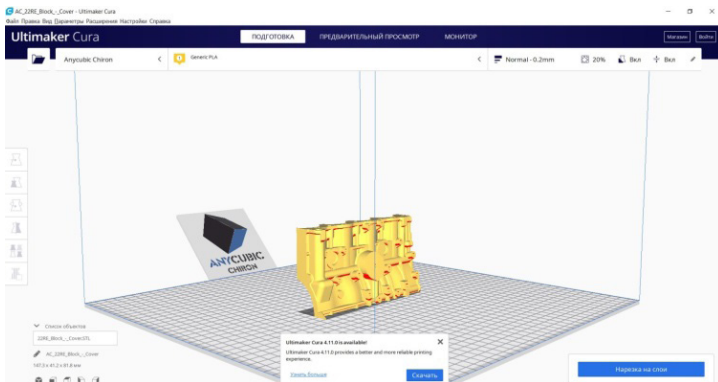 AC_22RE_Block_-_Cover - Ultimaker Cura
Файл Правка Вид Параметры Расширения Настройки Справка
Ultimaker Cura
ПОДГОТОВКА
ПРЕДВАРИТЕЛЬНЫЙ ПРОСМОТР
МОНИТОР
Магазин
Войти
Anycubic Chiron
Generic PLA
Normal - 0.2mm
20%
Вкл
Вкл
ANYCUBIC
CHIRON
Список объектов
22RE_Block_-_Cover.STL
AC_22RE_Block_-_Cover
Ultimaker Cura 4.11.0 is available!
Ultimaker Cura 4.11.0 provides a better and more reliable printing
experience.
Узнать больше
Скачать
Нарезка на слои